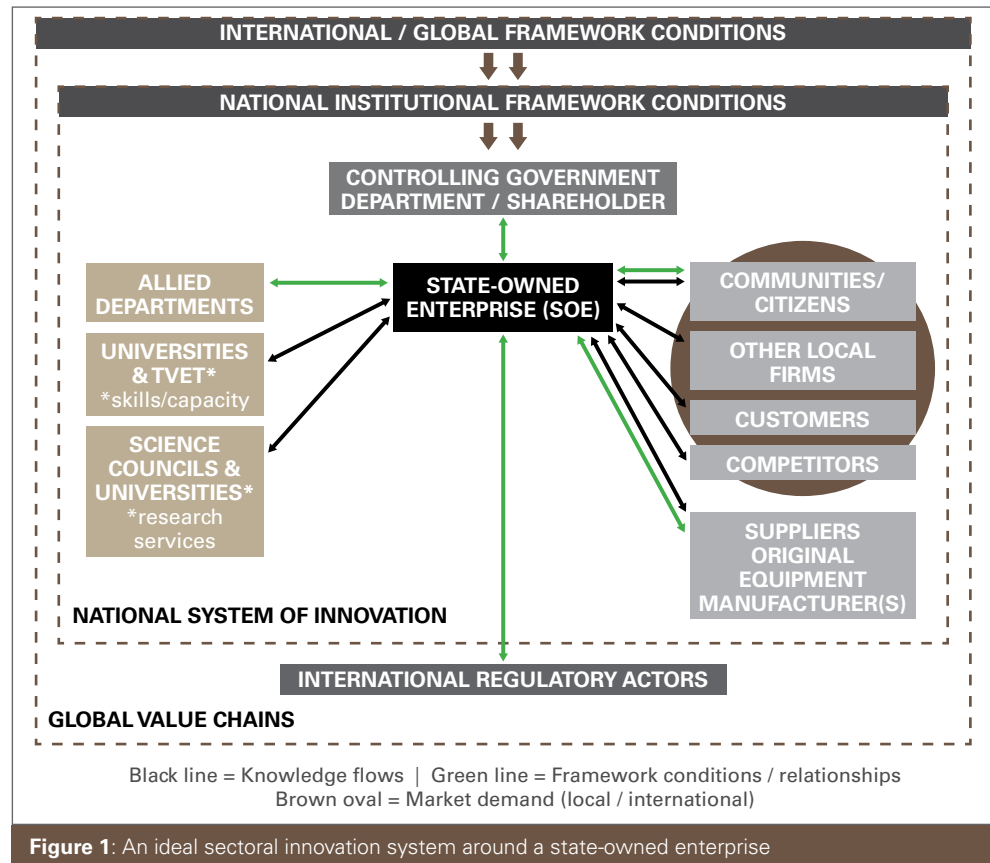 INTERNATIONAL / GLOBAL FRAMEWORK CONDITIONS
NATIONAL INSTITUTIONAL FRAMEWORK CONDITIONS
CONTROLLING GOVERNMENT
DEPARTMENT / SHAREHOLDER
ALLIED
DEPARTMENTS
STATE-OWNED
ENTERPRISE (SOE)
COMMUNITIES/
CITIZENS
UNIVERSITIES
& TVET*
*skills/capacity
OTHER LOCAL
FIRMS
CUSTOMERS
SCIENCE
COUNCILS &
UNIVERSITIES*
*research
services
COMPETITORS
SUPPLIERS
ORIGINAL
EQUIPMENT
MANUFACTURER(S)
NATIONAL SYSTEM OF INNOVATION
INTERNATIONAL REGULATORY ACTORS
GLOBAL VALUE CHAINS
Black line = Knowledge flows | Green line = Framework conditions / relationships
Brown oval = Market demand (local / international)
Figure 1: An ideal sectoral innovation system around a state-owned enterprise